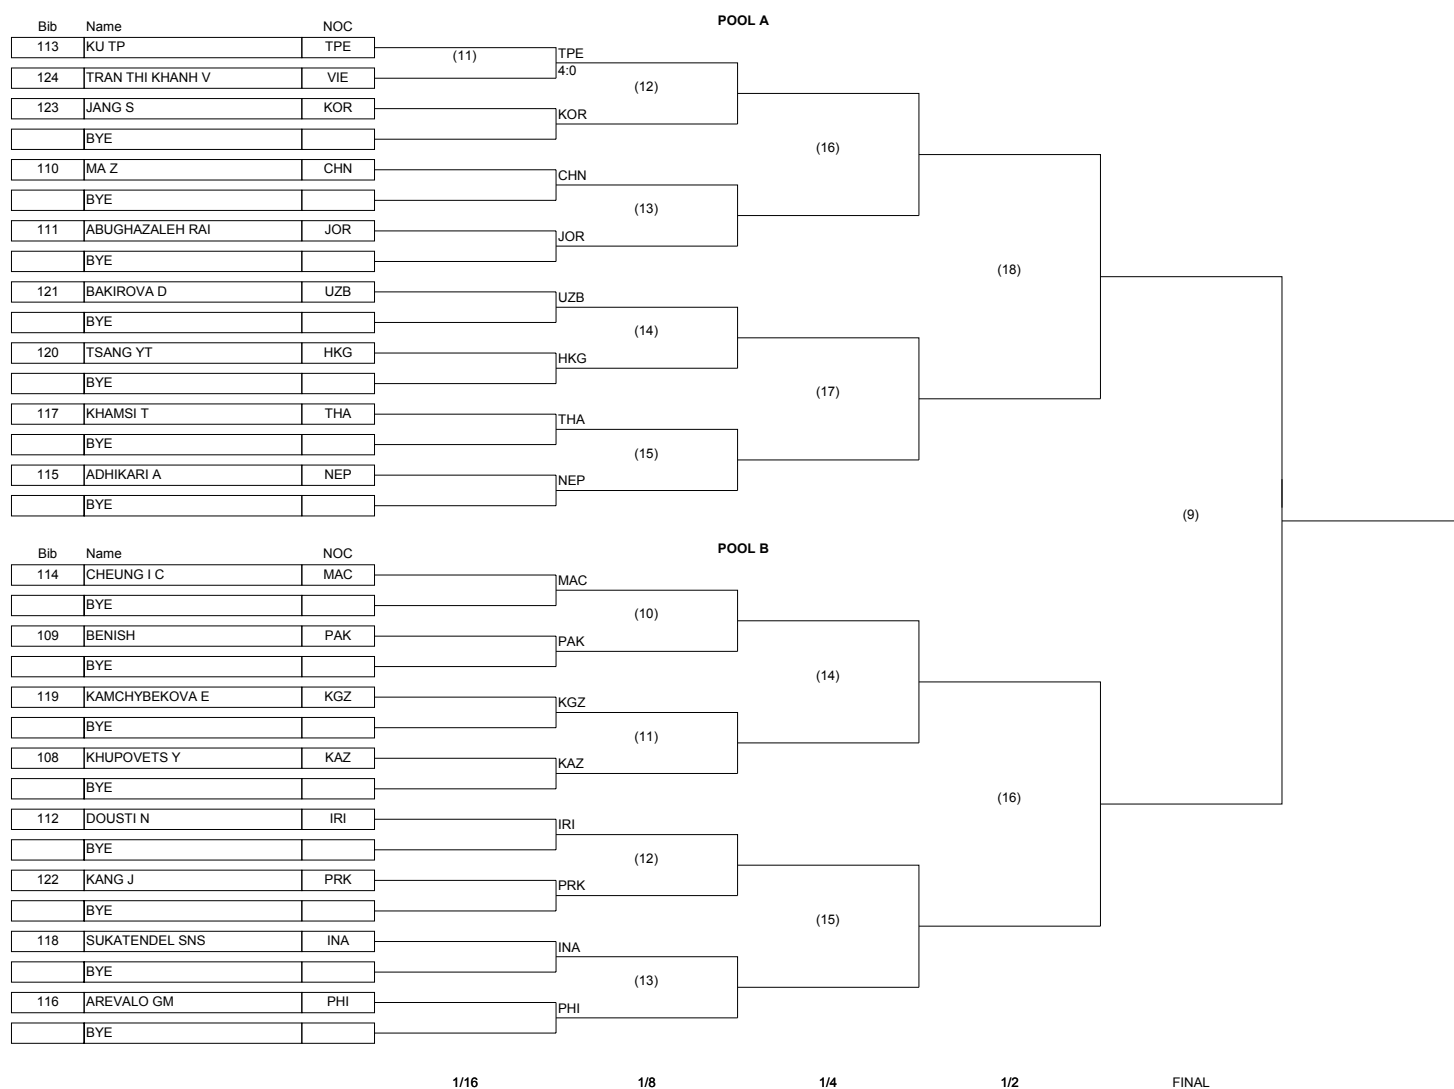 POOL A
Bib Name NOC
113 KU TP TPE
(11)
TPE
124 TRAN THI KHANH V VIE
4:0
(12)
123 JANG S KOR
KOR
BYE
(16)
110 MA Z CHN
CHN
BYE
(13)
111 ABUGHAZALEH RAI JOR
JOR
BYE
(18)
121 BAKIROVA D UZB
UZB
BYE
(14)
120 TSANG YT HKG
HKG
BYE
(17)
117 KHAMSI T THA
THA
BYE
(15)
115 ADHIKARI A NEP
NEP
BYE
(9)
POOL B
Bib Name NOC
114 CHEUNG I C MAC
MAC
BYE
(10)
109 BENISH PAK
PAK
BYE
(14)
119 KAMCHYBEKOVA E KGZ
KGZ
BYE
(11)
108 KHUPOVETS Y KAZ
KAZ
BYE
(16)
112 DOUSTI N IRI
IRI
BYE
(12)
122 KANG J PRK
PRK
BYE
(15)
118 SUKATENDEL SNS INA
INA
BYE
(13)
116 AREVALO GM PHI
PHI
BYE
1/16 1/8 1/4 1/2 FINAL